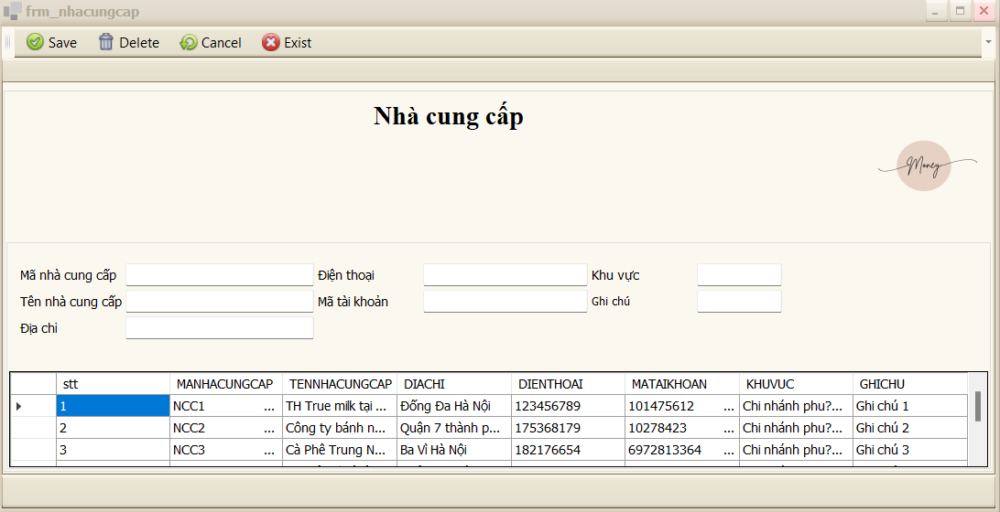 frm_nhacungcap
Save Delete Cancel Exist
Nhà cung cấp
Money
Mã nhà cung cấp Điện thoại Khu vực
Tên nhà cung cấp Mã tài khoản Ghi chú
Địa chỉ
stt MANHACUNGCAP TENNHACUNGCAP DIACHI DIENTHOAI MATAIKHOAN KHUVUC GHICHU
1 NCC1 ... TH True milk tại ... Đống Đa Hà Nội 123456789 101475612 ... Chi nhánh phu?... Ghi chú 1
2 NCC2 ... Công ty bánh n... Quận 7 thành p... 175368179 10278423 ... Chi nhánh phu?... Ghi chú 2
3 NCC3 ... Cà Phê Trung N... Ba Vì Hà Nội 182176654 6972813364 ... Chi nhánh phu?... Ghi chú 3